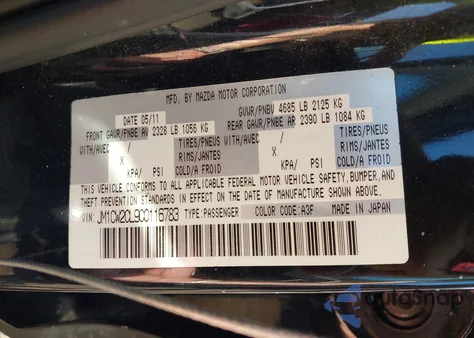 MFD. BY MAZDA MOTOR CORPORATION
DATE 05/11 GVWR/PNBV 4685 LB 2125 KG
FRONT GAWR/PNBE AV 2328 LB 1056 KG REAR GAWR/PNBE AR 2390 LB 1084 KG
WITH/AVEC / TIRES/PNEUS WITH/AVEC / TIRES/PNEUS
X RIMS/JANTES X RIMS/JANTES
KPA/ PSI COLD/A FROID KPA/ PSI COLD/A FROID
THIS VEHICLE CONFORMS TO ALL APPLICABLE FEDERAL MOTOR VEHICLE SAFETY, BUMPER, AND
THEFT PREVENTION STANDARDS IN EFFECT ON THE DATE OF MANUFACTURE SHOWN ABOVE.
VIN: JM1CW2CL9C0116783 TYPE: PASSENGER COLOR CODE: A3F MADE IN JAPAN
autoSnap